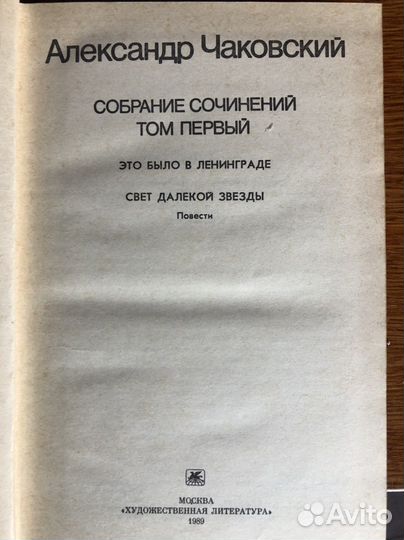 Александр Чаковский
СОБРАНИЕ СОЧИНЕНИЙ
ТОМ ПЕРВЫЙ
ЭТО БЫЛО В ЛЕНИНГРАДЕ
СВЕТ ДАЛЕКОЙ ЗВЕЗДЫ
Повести
МОСКВА
«ХУДОЖЕСТВЕННАЯ ЛИТЕРАТУРА»
1989
Avito